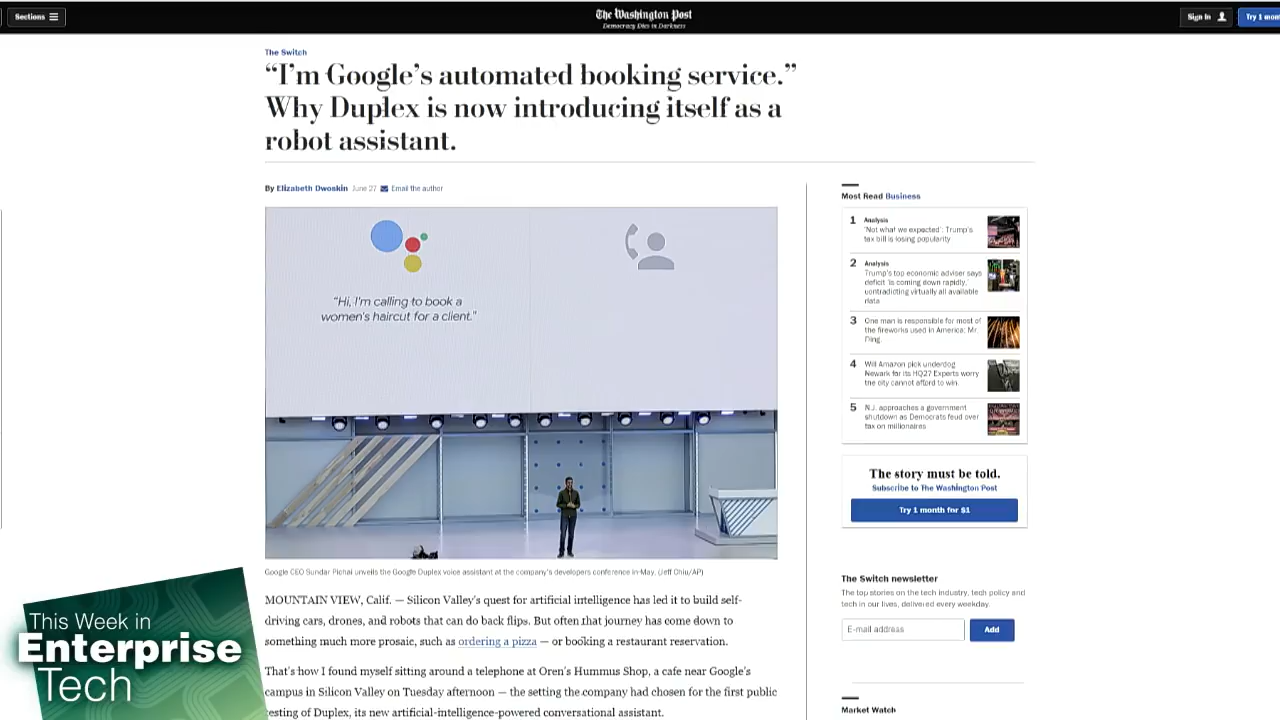 Sections
The Washington Post
Democracy Dies in Darkness
Sign In
Try 1 mon
The Switch
“I’m Google’s automated booking service.”
Why Duplex is now introducing itself as a
robot assistant.
By Elizabeth Dwoskin June 27 Email the author
“Hi, I’m calling to book a
women’s haircut for a client.”
Google CEO Sundar Pichai unveils the Google Duplex voice assistant at the company's developers conference in May. (Jeff Chiu/AP)
MOUNTAIN VIEW, Calif. — Silicon Valley’s quest for artificial intelligence has led it to build self-
driving cars, drones, and robots that can do back flips. But often that journey has come down to
something much more prosaic, such as ordering a pizza — or booking a restaurant reservation.
That’s how I found myself sitting around a telephone at Oren’s Hummus Shop, a cafe near Google’s
campus in Silicon Valley on Tuesday afternoon — the setting the company had chosen for the first public
testing of Duplex, its new artificial-intelligence-powered conversational assistant.
Most Read Business
1 Analysis
'Not what we expected': Trump's
tax bill is losing popularity
2 Analysis
Trump's top economic adviser says
deficit 'is coming down rapidly,'
contradicting virtually all available
data
3 One man is responsible for most of
the fireworks used in America: Mr.
Ding.
4 Will Amazon pick underdog
Newark for its HQ2? Experts worry
the city cannot afford to win.
5 N.J. approaches a government
shutdown as Democrats feud over
tax on millionaires
The story must be told.
Subscribe to The Washington Post
Try 1 month for $1
The Switch newsletter
The top stories on the tech industry, tech policy and
tech in our lives, delivered every weekday.
E-mail address
Add
Market Watch
This Week in
Enterprise
Tech